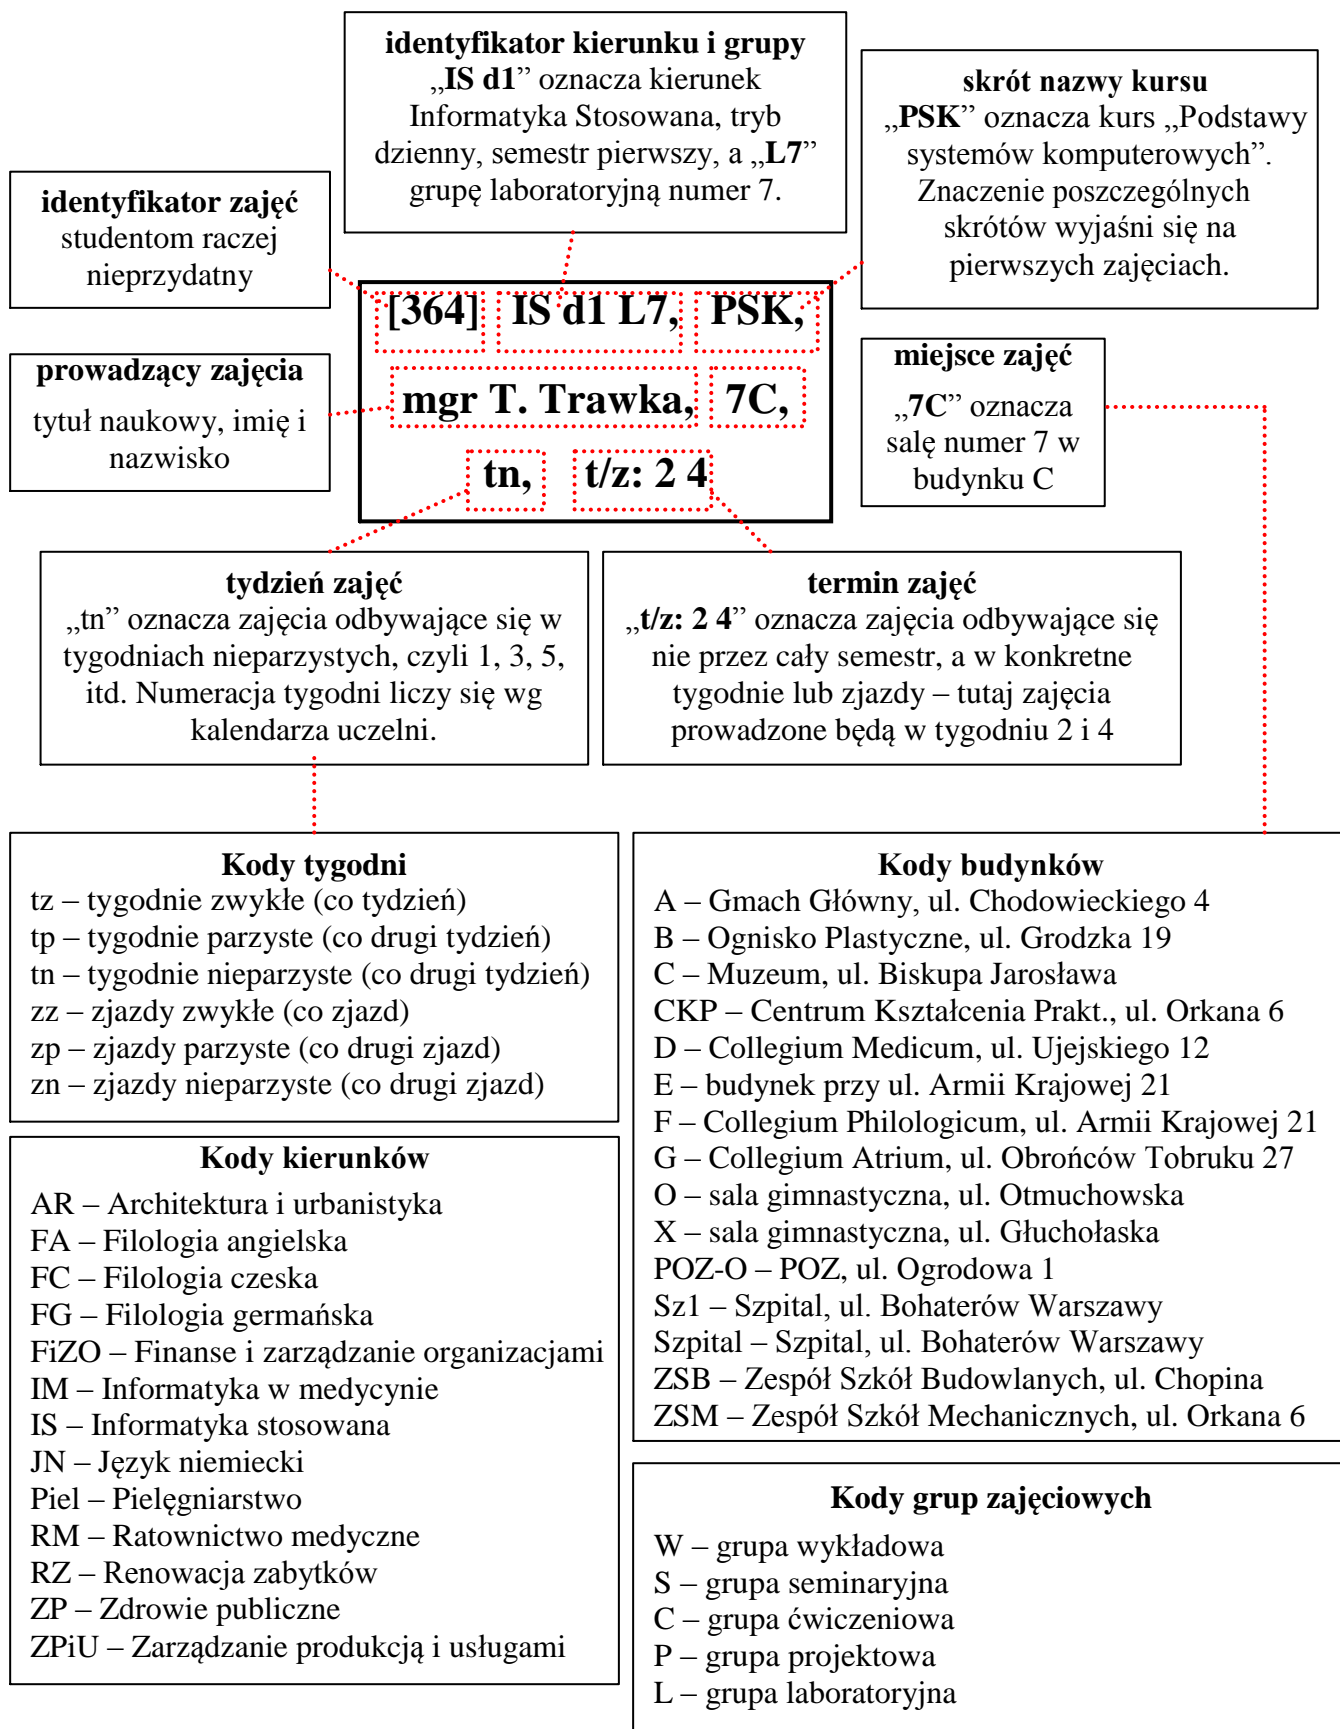 identyfikator kierunku i grupy
„IS d1” oznacza kierunek
Informatyka Stosowana, tryb
dzienny, semestr pierwszy, a „L7”
grupę laboratoryjną numer 7.
skrót nazwy kursu
„PSK” oznacza kurs „Podstawy
systemów komputerowych”.
Znaczenie poszczególnych
skrótów wyjaśni się na
pierwszych zajęciach.
identyfikator zajęć
studentom raczej
nieprzydatny
[364] IS d1 L7, PSK,
mgr T. Trawka, 7C,
tn, t/z: 2 4
prowadzący zajęcia
tytuł naukowy, imię i
nazwisko
miejsce zajęć
„7C” oznacza
salę numer 7 w
budynku C
tydzień zajęć
„tn” oznacza zajęcia odbywające się w
tygodniach nieparzystych, czyli 1, 3, 5,
itd. Numeracja tygodni liczy się wg
kalendarza uczelni.
termin zajęć
„t/z: 2 4” oznacza zajęcia odbywające się
nie przez cały semestr, a w konkretne
tygodnie lub zjazdy – tutaj zajęcia
prowadzone będą w tygodniu 2 i 4
Kody tygodni
tz – tygodnie zwykłe (co tydzień)
tp – tygodnie parzyste (co drugi tydzień)
tn – tygodnie nieparzyste (co drugi tydzień)
zz – zjazdy zwykłe (co zjazd)
zp – zjazdy parzyste (co drugi zjazd)
zn – zjazdy nieparzyste (co drugi zjazd)
Kody kierunków
AR – Architektura i urbanistyka
FA – Filologia angielska
FC – Filologia czeska
FG – Filologia germańska
FiZO – Finanse i zarządzanie organizacjami
IM – Informatyka w medycynie
IS – Informatyka stosowana
JN – Język niemiecki
Piel – Pielęgniarstwo
RM – Ratownictwo medyczne
RZ – Renowacja zabytków
ZP – Zdrowie publiczne
ZPiU – Zarządzanie produkcją i usługami
Kody budynków
A – Gmach Główny, ul. Chodowieckiego 4
B – Ognisko Plastyczne, ul. Grodzka 19
C – Muzeum, ul. Biskupa Jarosława
CKP – Centrum Kształcenia Prakt., ul. Orkana 6
D – Collegium Medicum, ul. Ujejskiego 12
E – budynek przy ul. Armii Krajowej 21
F – Collegium Philologicum, ul. Armii Krajowej 21
G – Collegium Atrium, ul. Obrońców Tobruku 27
O – sala gimnastyczna, ul. Otmuchowska
X – sala gimnastyczna, ul. Głuchołaska
POZ-O – POZ, ul. Ogrodowa 1
Sz1 – Szpital, ul. Bohaterów Warszawy
Szpital – Szpital, ul. Bohaterów Warszawy
ZSB – Zespół Szkół Budowlanych, ul. Chopina
ZSM – Zespół Szkół Mechanicznych, ul. Orkana 6
Kody grup zajęciowych
W – grupa wykładowa
S – grupa seminaryjna
C – grupa ćwiczeniowa
P – grupa projektowa
L – grupa laboratoryjna